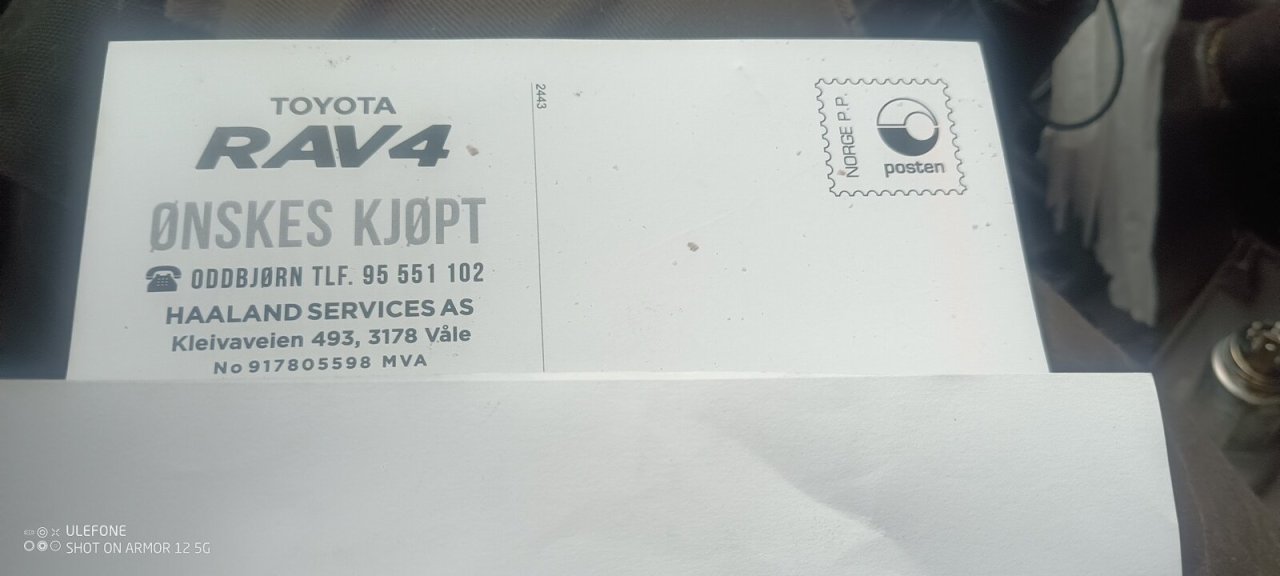 TOYOTA
RAV4
ØNSKES KJØPT
ODDBJØRN TLF. 95 551 102
HAALAND SERVICES AS
Kleivaveien 493, 3178 Våle
No 917805598 MVA
2443
NORGE P.P.
posten
ULEFONE
SHOT ON ARMOR 12 5G